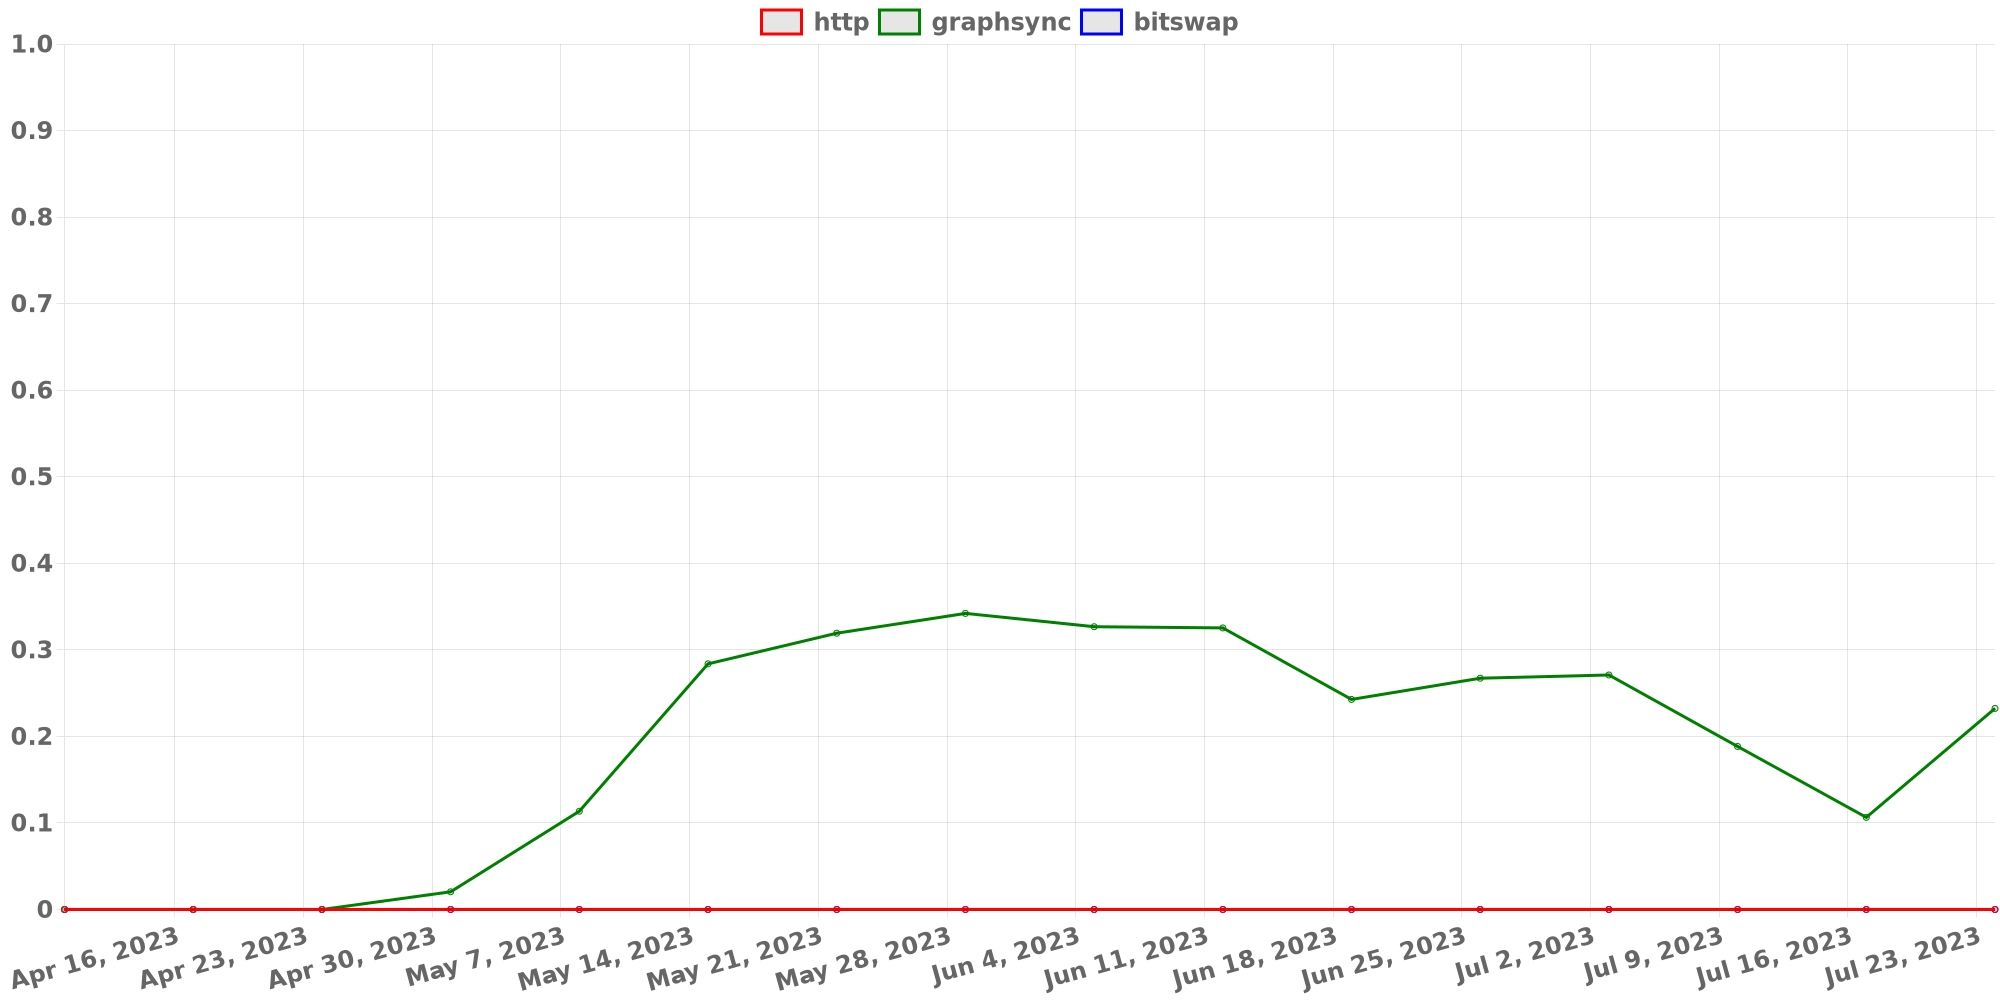 http graphsync bitswap
1.0
0.9
0.8
0.7
0.6
0.5
0.4
0.3
0.2
0.1
0
Apr 16, 2023
Apr 23, 2023
Apr 30, 2023
May 7, 2023
May 14, 2023
May 21, 2023
May 28, 2023
Jun 4, 2023
Jun 11, 2023
Jun 18, 2023
Jun 25, 2023
Jul 2, 2023
Jul 9, 2023
Jul 16, 2023
Jul 23, 2023